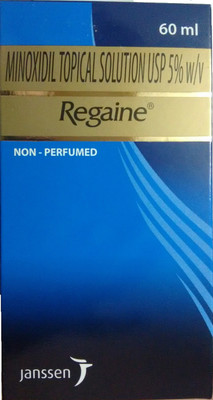 60 ml
MINOXIDIL TOPICAL SOLUTION USP 5% w/v
Regaine®
NON - PERFUMED
janssen